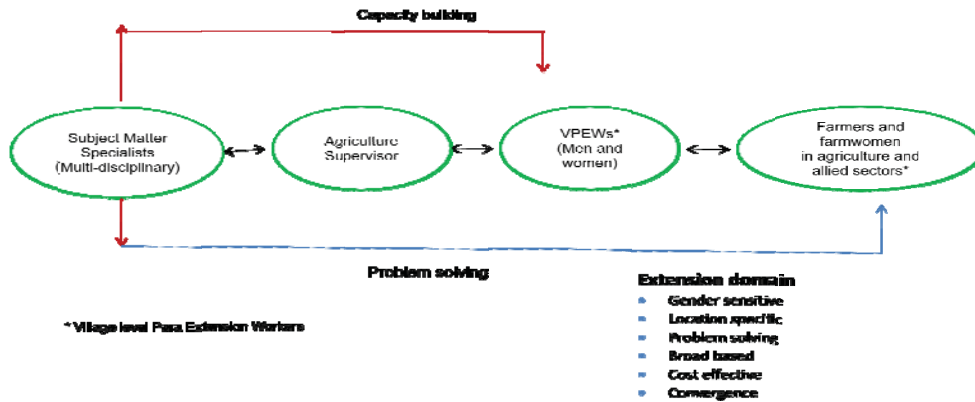 Capacity building
Subject Matter
Specialists
(Multi-disciplinary)
Agriculture
Supervisor
VPEWs*
(Men and
women)
Farmers and
farmwomen
in agriculture and
allied sectors*
Problem solving
Extension domain
Gender sensitive
Location specific
Problem solving
Broad based
Cost effective
Convergence
* Village level Para Extension Workers